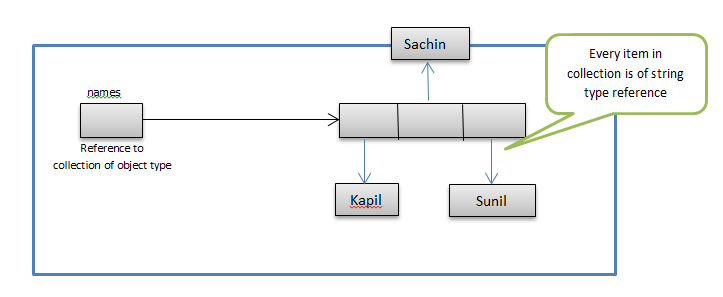 Sachin
Every item in
collection is of string
type reference
names
Reference to
collection of object type
Kapil
Sunil